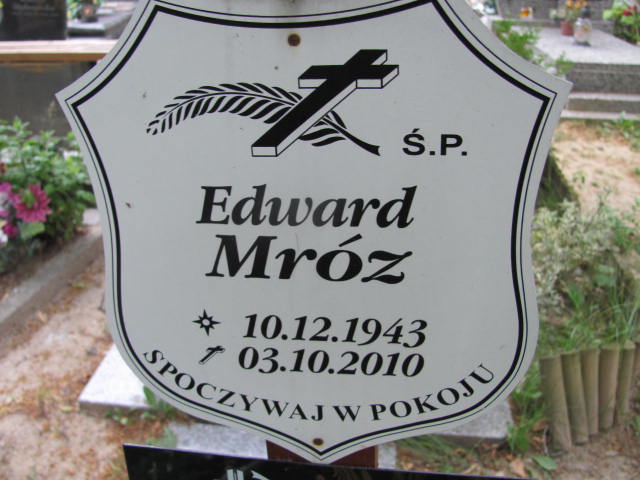 Ś.P.
Edward
Mróz
10.12.1943
03.10.2010
SPOCZYWAJ W POKOJU